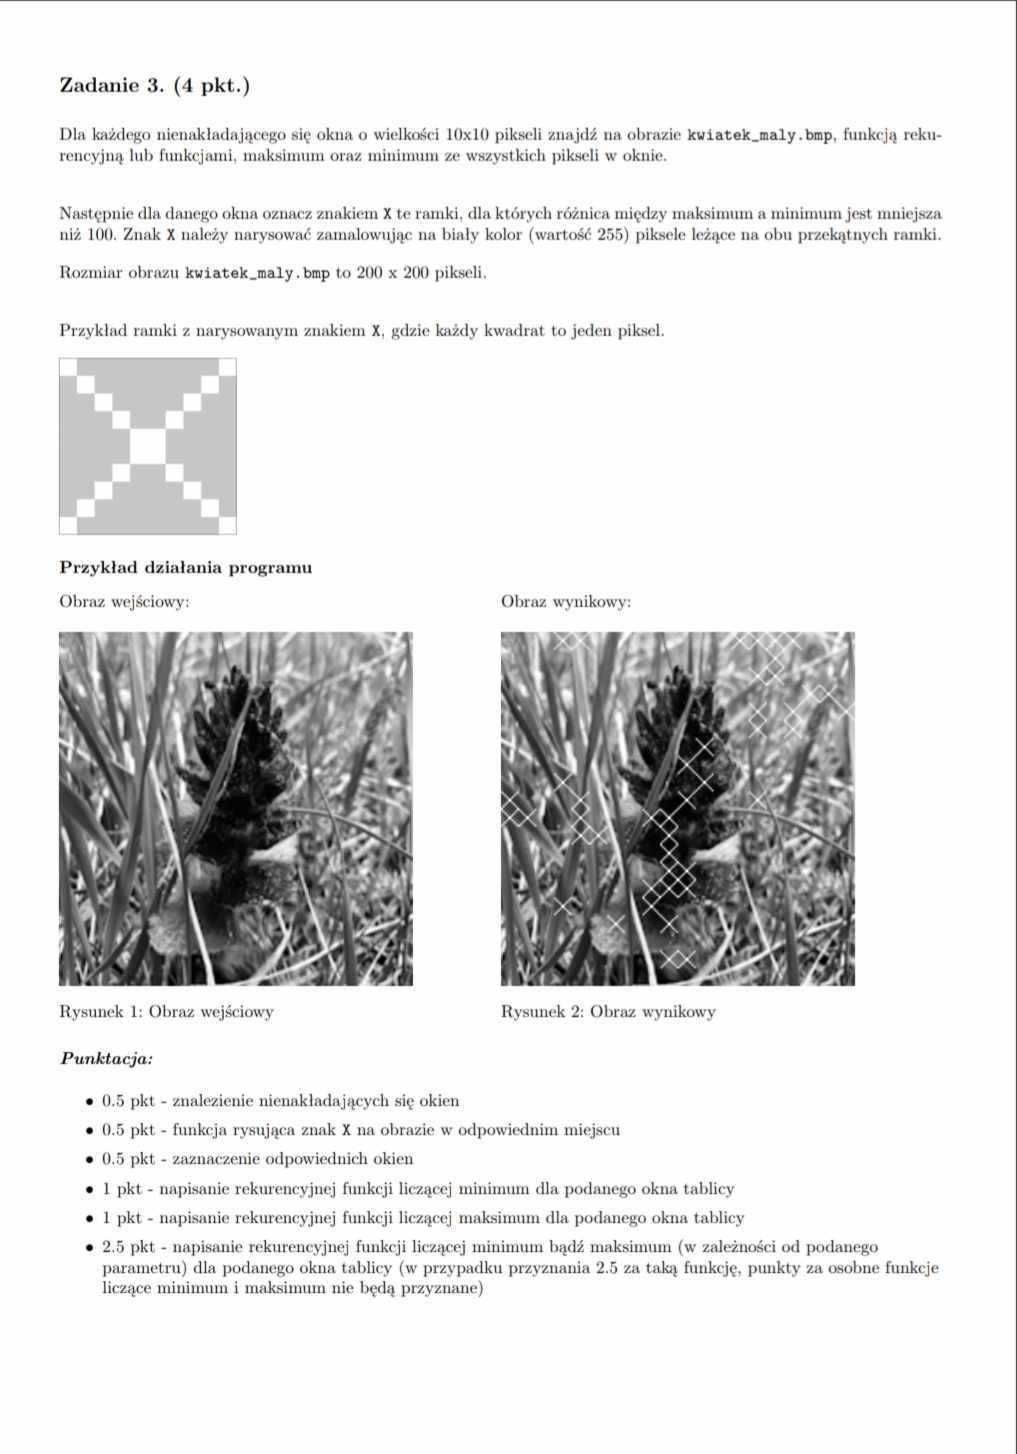 Zadanie 3. (4 pkt.)
Dla każdego nienakładającego się okna o wielkości 10x10 pikseli znajdź na obrazie kwiatek_maly.bmp, funkcją reku-
rencyjną lub funkcjami, maksimum oraz minimum ze wszystkich pikseli w oknie.
Następnie dla danego okna oznacz znakiem X te ramki, dla których różnica między maksimum a minimum jest mniejsza
niż 100. Znak X należy narysować zamalowując na biały kolor (wartość 255) piksele leżące na obu przekątnych ramki.
Rozmiar obrazu kwiatek_maly.bmp to 200 x 200 pikseli.
Przykład ramki z narysowanym znakiem X, gdzie każdy kwadrat to jeden piksel.
Przykład działania programu
Obraz wejściowy:
Obraz wynikowy:
Rysunek 1: Obraz wejściowy
Rysunek 2: Obraz wynikowy
Punktacja:
• 0.5 pkt - znalezienie nienakładających się okien
• 0.5 pkt - funkcja rysująca znak X na obrazie w odpowiednim miejscu
• 0.5 pkt - zaznaczenie odpowiednich okien
• 1 pkt - napisanie rekurencyjnej funkcji liczącej minimum dla podanego okna tablicy
• 1 pkt - napisanie rekurencyjnej funkcji liczącej maksimum dla podanego okna tablicy
• 2.5 pkt - napisanie rekurencyjnej funkcji liczącej minimum bądź maksimum (w zależności od podanego
parametru) dla podanego okna tablicy (w przypadku przyznania 2.5 za taką funkcję, punkty za osobne funkcje
liczące minimum i maksimum nie będą przyznane)